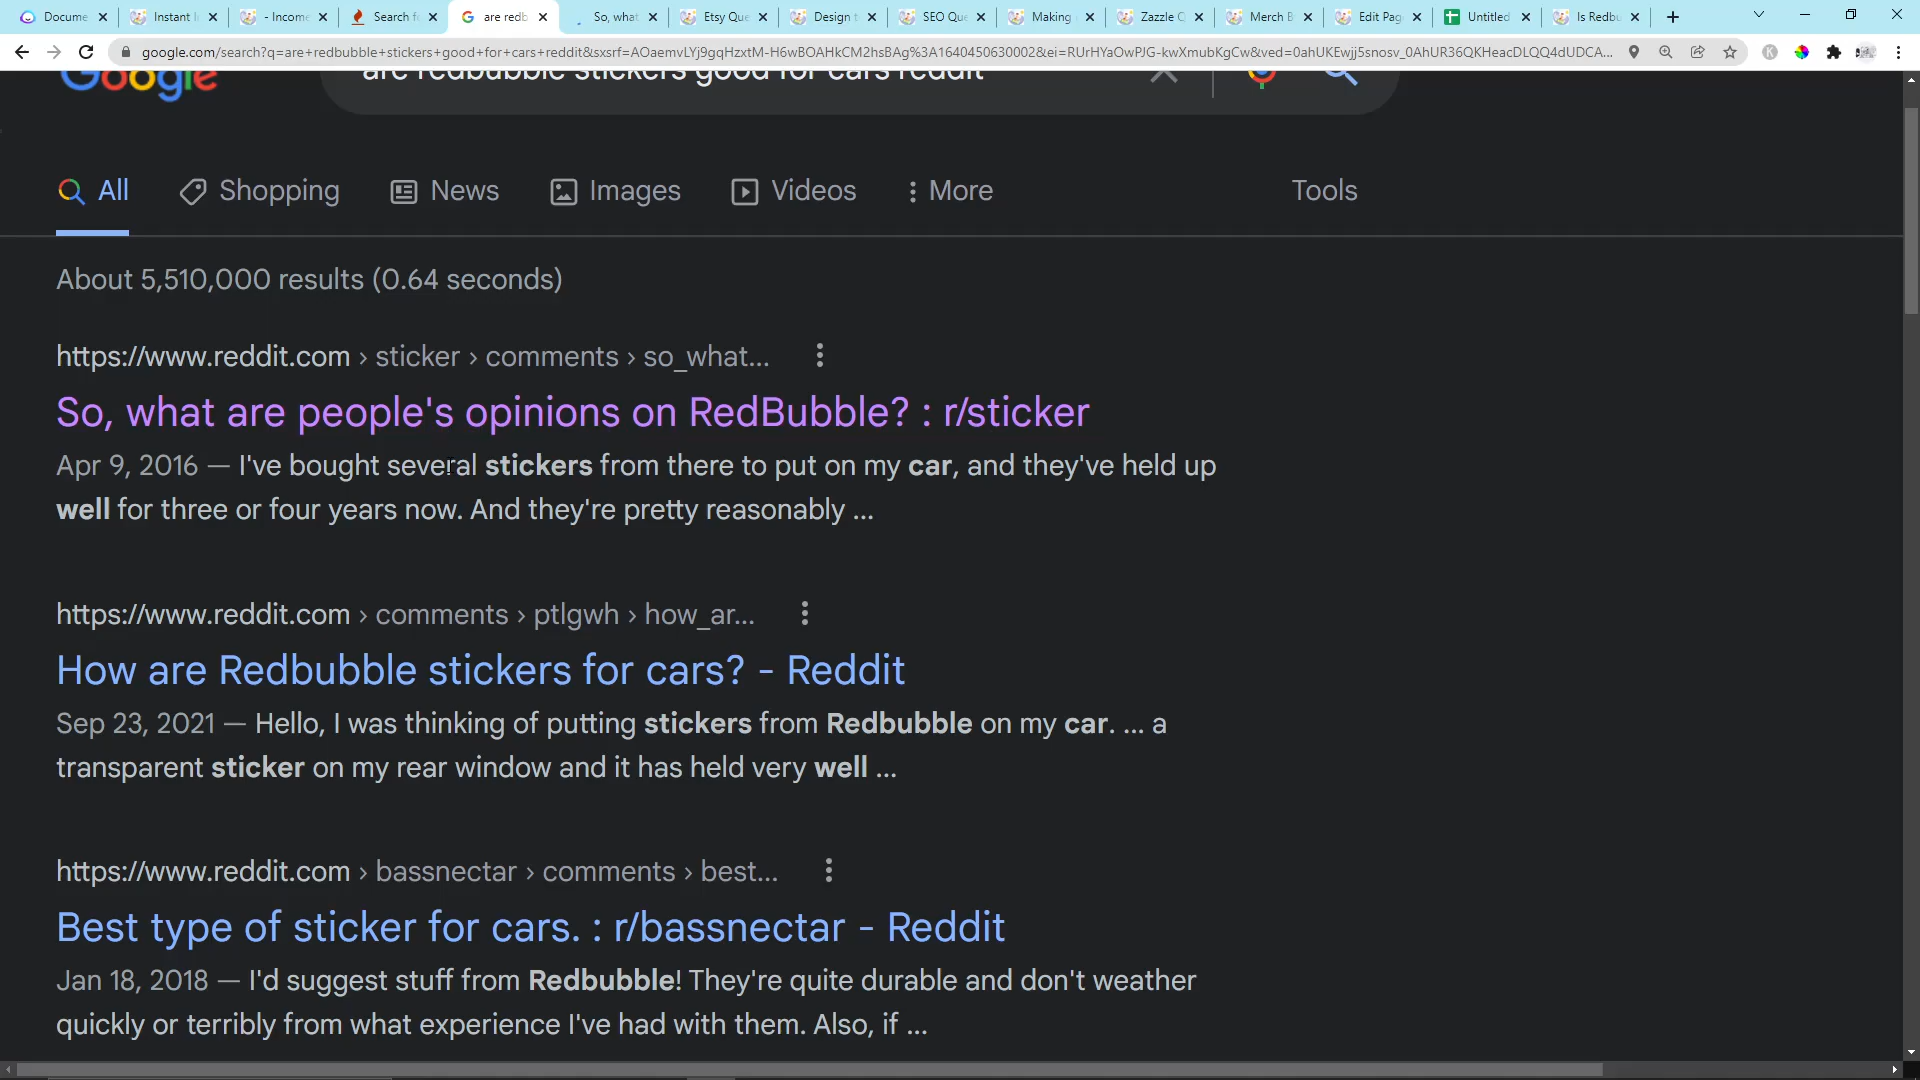 Docume
Instant I
- Income
Search f
are redb
So, what
Etsy Que
Design t
SEO Que
Making
Zazzle C
Merch B
Edit Pag
Untitled
Is Redbu
google.com/search?q=are+redbubble+stickers+good+for+cars+reddit&sxsrf=AOaemvLYj9gqHzxtM-H6wBOAHkCM2hsBAg%3A1640450630002&ei=RUrHYaOwPJG-kwXmubKgCw&ved=0ahUKEwjj5snosv_0AhUR36QKHeacDLQQ4dUDCA...
Google
are redbubble stickers good for cars reddit
All
Shopping
News
Images
Videos
More
Tools
About 5,510,000 results (0.64 seconds)
https://www.reddit.com › sticker › comments › so_what...
So, what are people's opinions on RedBubble? : r/sticker
Apr 9, 2016 — I've bought several stickers from there to put on my car, and they've held up
well for three or four years now. And they're pretty reasonably ...
https://www.reddit.com › comments › ptlgwh › how_ar...
How are Redbubble stickers for cars? - Reddit
Sep 23, 2021 — Hello, I was thinking of putting stickers from Redbubble on my car. ... a
transparent sticker on my rear window and it has held very well ...
https://www.reddit.com › bassnectar › comments › best...
Best type of sticker for cars. : r/bassnectar - Reddit
Jan 18, 2018 — I'd suggest stuff from Redbubble! They're quite durable and don't weather
quickly or terribly from what experience I've had with them. Also, if ...